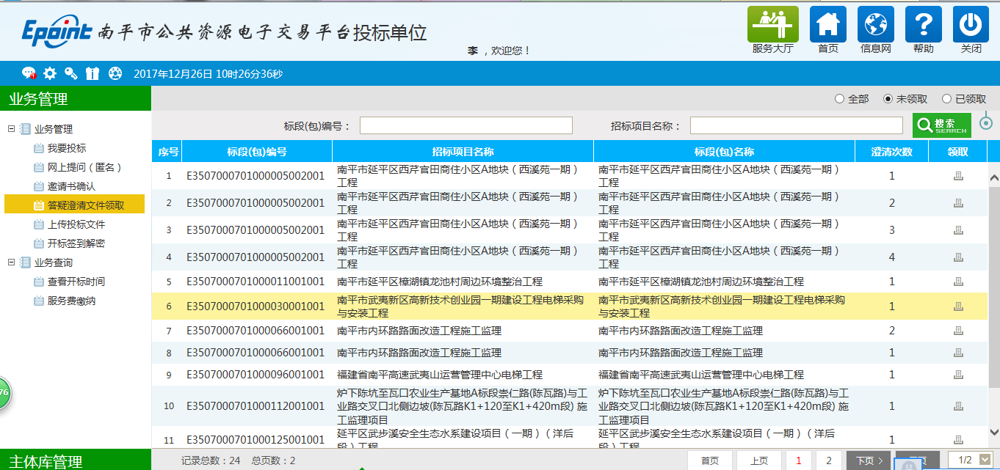 Epoint 南平市公共资源电子交易平台投标单位
李 ，欢迎您！
服务大厅 首页 信息网 帮助 关闭
2017年12月26日 10时26分36秒
业务管理
业务管理
我要投标
网上提问（匿名）
邀请书确认
答疑澄清文件领取
上传投标文件
开标签到解密
业务查询
查看开标时间
服务费缴纳
76
主体库管理
全部 未领取 已领取
标段(包)编号： 招标项目名称： 搜索
SEARCH
序号 标段(包)编号 招标项目名称 标段(包)名称 澄清次数 领取
1 E3507000701000005002001 南平市延平区西芹官田商住小区A地块（西溪苑一期） 南平市延平区西芹官田商住小区A地块（西溪苑一期） 1
工程 工程
2 E3507000701000005002001 南平市延平区西芹官田商住小区A地块（西溪苑一期） 南平市延平区西芹官田商住小区A地块（西溪苑一期） 2
工程 工程
3 E3507000701000005002001 南平市延平区西芹官田商住小区A地块（西溪苑一期） 南平市延平区西芹官田商住小区A地块（西溪苑一期） 3
工程 工程
4 E3507000701000005002001 南平市延平区西芹官田商住小区A地块（西溪苑一期） 南平市延平区西芹官田商住小区A地块（西溪苑一期） 4
工程 工程
5 E3507000701000011001001 南平市延平区樟湖镇龙池村周边环境整治工程 南平市延平区樟湖镇龙池村周边环境整治工程 1
6 E3507000701000030001001 南平市武夷新区高新技术创业园一期建设工程电梯采购 南平市武夷新区高新技术创业园一期建设工程电梯采购 1
与安装工程 与安装工程
7 E3507000701000066001001 南平市内环路路面改造工程施工监理 南平市内环路路面改造工程施工监理 2
8 E3507000701000066001001 南平市内环路路面改造工程施工监理 南平市内环路路面改造工程施工监理 1
9 E3507000701000096001001 福建省南平高速武夷山运营管理中心电梯工程 福建省南平高速武夷山运营管理中心电梯工程 1
炉下陈坑至瓦口农业生产基地A标段崇仁路(陈瓦路)与工 炉下陈坑至瓦口农业生产基地A标段崇仁路(陈瓦路)与工
10 E3507000701000112001001 业路交叉口北侧边坡(陈瓦路K1+120至K1+420m段) 施 业路交叉口北侧边坡(陈瓦路K1+120至K1+420m段) 施 1
工监理项目 工监理项目
11 E3507000701000125001001 延平区武步溪安全生态水系建设项目（一期）（洋后 延平区武步溪安全生态水系建设项目（一期）（洋后 1
段）工程 段）工程
记录总数：24 总页数：2 首页 上页 1 2 下页 1/2